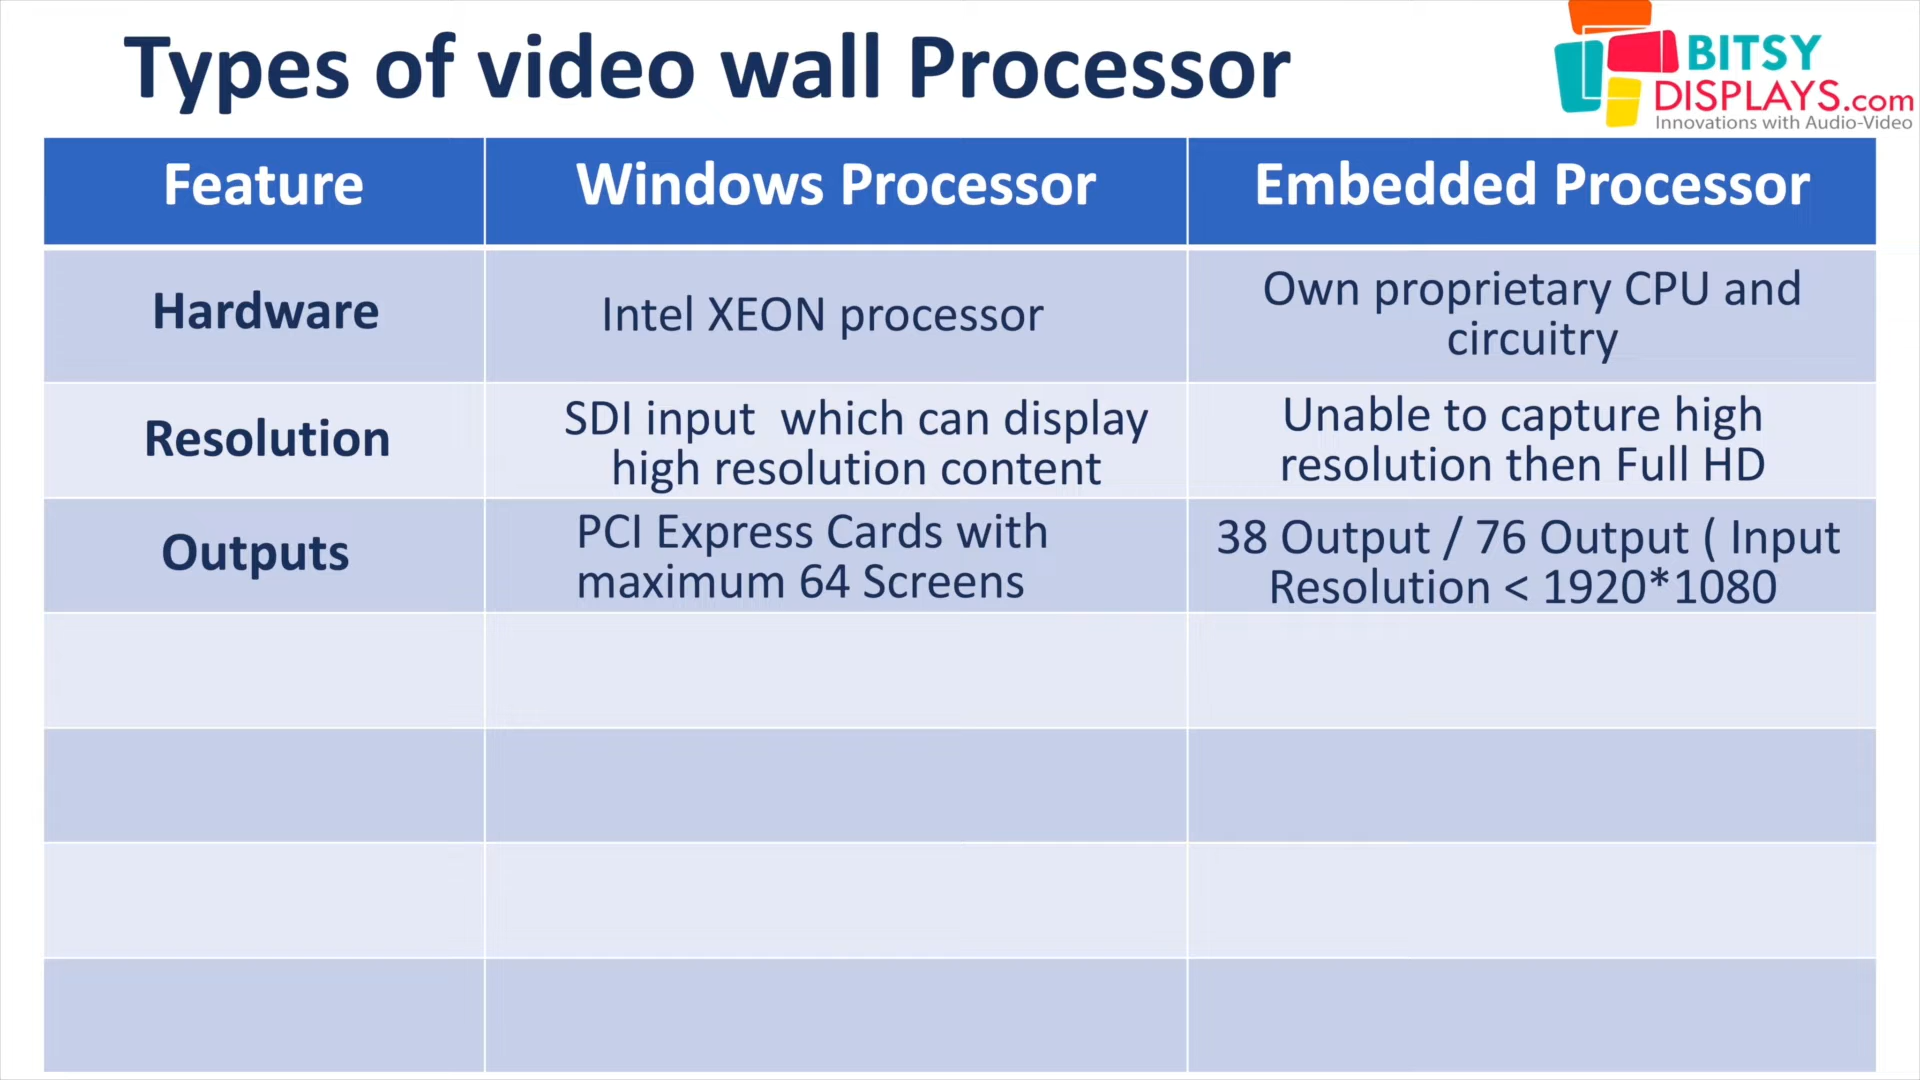 Types of video wall Processor
BITSY
DISPLAYS.com
Innovations with Audio-Video
Feature
Windows Processor
Embedded Processor
Hardware
Intel XEON processor
Own proprietary CPU and
circuitry
Resolution
SDI input  which can display
high resolution content
Unable to capture high
resolution then Full HD
Outputs
PCI Express Cards with
maximum 64 Screens
38 Output / 76 Output ( Input
Resolution < 1920*1080